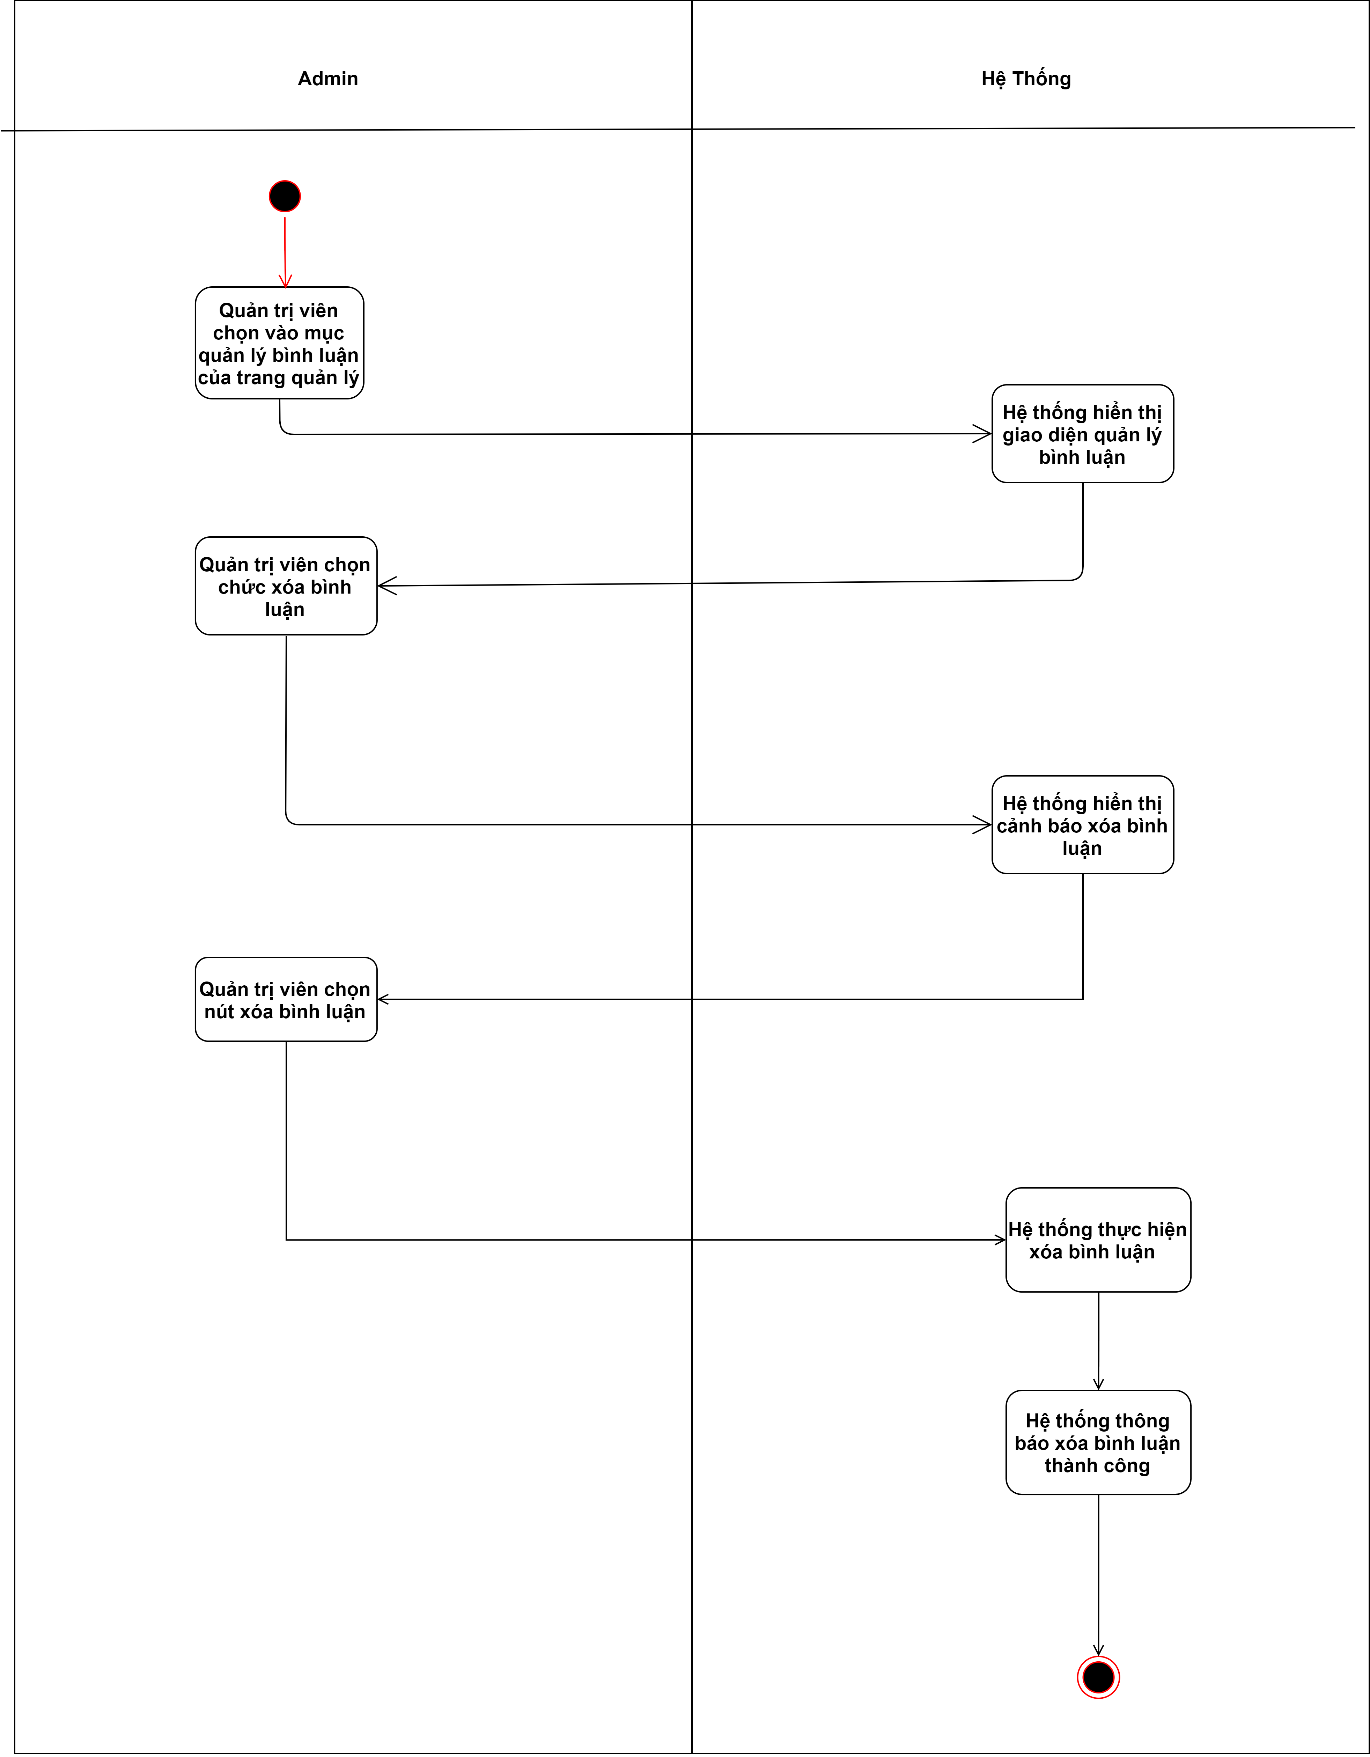 Admin
Hệ Thống
Quản trị viên
chọn vào mục
quản lý bình luận
của trang quản lý
Hệ thống hiển thị
giao diện quản lý
bình luận
Quản trị viên chọn
chức xóa bình
luận
Hệ thống hiển thị
cảnh báo xóa bình
luận
Quản trị viên chọn
nút xóa bình luận
Hệ thống thực hiện
xóa bình luận
Hệ thống thông
báo xóa bình luận
thành công